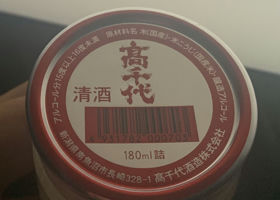 原材料名 米(国産)・米こうじ(国産米)・醸造アルコール
アルコール分15度以上16度未満
高千代
清酒
180ml詰
新潟県南魚沼市長崎328-1 高千代酒造株式会社